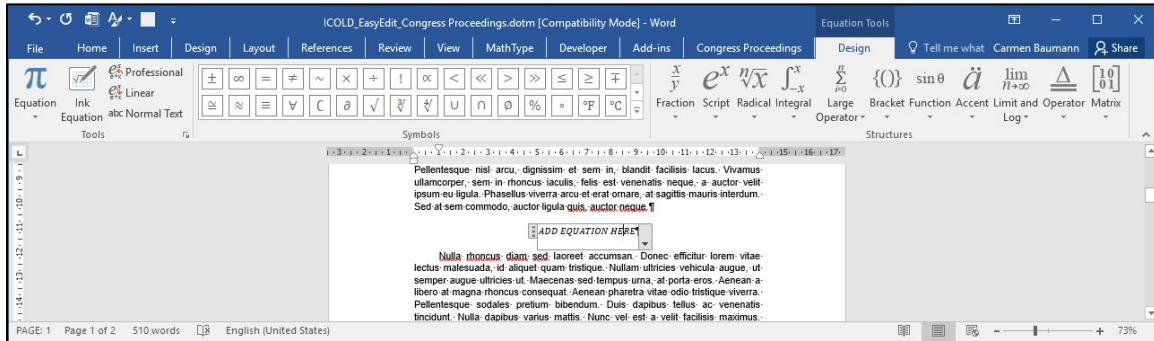 ICOLD_EasyEdit_Congress Proceedings.dotm [Compatibility Mode] - Word
Equation Tools
File Home Insert Design Layout References Review View MathType Developer Add-ins Congress Proceedings Design Tell me what Carmen Baumann Share
Equation
Ink Equation
Professional
Linear
abc Normal Text
± ∞ = ≠ ~ × ÷ ! ∝ < ≪ > ≫ ≤ ≥ ∓
≅ ≈ ≡ ∀ ∁ ∂ √ ∛ ∜ ∪ ∩ ∅ % ° °F °C
Fraction Script Radical Integral Large Operator Bracket Function Accent Limit and Log Operator Matrix
Tools Symbols Structures
Pellentesque nisl arcu, dignissim et sem in, blandit facilisis lacus. Vivamus
ullamcorper, sem in rhoncus iaculis, felis est venenatis neque, a auctor velit
ipsum eu ligula. Phasellus viverra arcu et erat ornare, at sagittis mauris interdum.
Sed at sem commodo, auctor ligula quis, auctor neque.¶
ADD EQUATION HERE¶
Nulla rhoncus diam sed laoreet accumsan. Donec efficitur lorem vitae
lectus malesuada, id aliquet quam tristique. Nullam ultricies vehicula augue, ut
semper augue ultricies ut. Maecenas sed tempus urna, at porta eros. Aenean a
libero at magna rhoncus consequat. Aenean pharetra vitae odio tristique viverra.
Pellentesque sodales pretium bibendum. Duis dapibus tellus ac venenatis
tincidunt. Nulla dapibus varius mattis. Nunc vel est a velit facilisis maximus.
PAGE: 1 Page 1 of 2 510 words English (United States) 73%